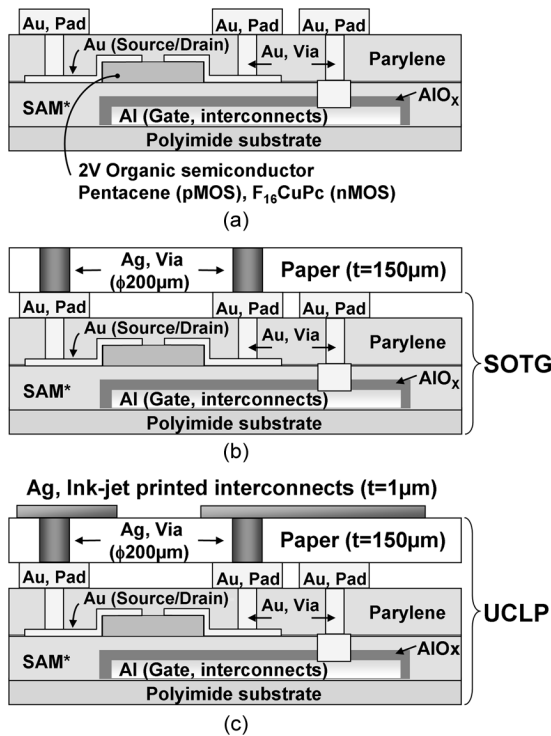 Au, Pad Au, Pad Au, Pad
Au (Source/Drain)
Au, Via
Parylene
SAM*
AlOX
Al (Gate, interconnects)
Polyimide substrate
2V Organic semiconductor
Pentacene (pMOS), F16CuPc (nMOS)
(a)
Ag, Via
(ϕ200μm)
Paper (t=150μm)
Au, Pad Au, Pad Au, Pad
Au (Source/Drain)
Au, Via
Parylene
SAM*
AlOX
Al (Gate, interconnects)
Polyimide substrate
SOTG
(b)
Ag, Ink-jet printed interconnects (t=1μm)
Ag, Via
(ϕ200μm)
Paper (t=150μm)
Au, Pad Au, Pad Au, Pad
Au (Source/Drain)
Au, Via
Parylene
SAM*
AlOx
Al (Gate, interconnects)
Polyimide substrate
UCLP
(c)